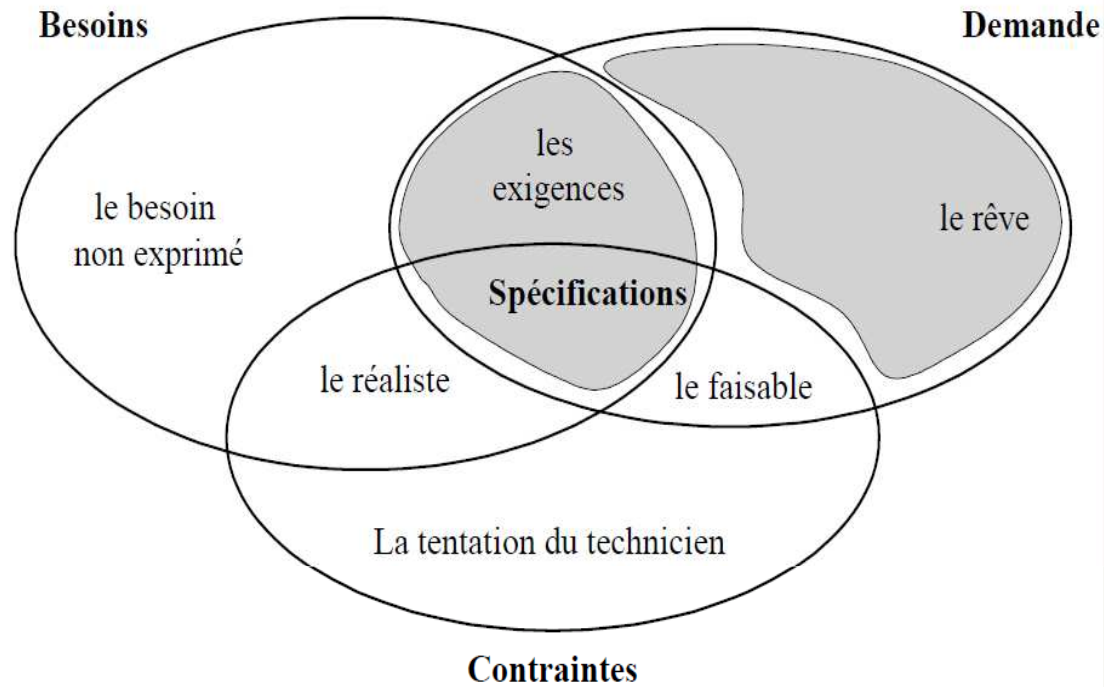 Besoins
Demande
les
exigences
le besoin
non exprimé
le rêve
Spécifications
le réaliste
le faisable
La tentation du technicien
Contraintes